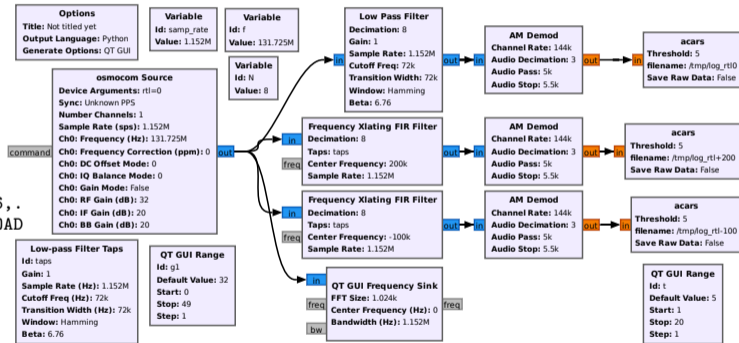 Options
Title: Not titled yet
Output Language: Python
Generate Options: QT GUI
Variable
Id: samp_rate
Value: 1.152M
Variable
Id: f
Value: 131.725M
Variable
Id: N
Value: 8
Low Pass Filter
Decimation: 8
Gain: 1
Sample Rate: 1.152M
Cutoff Freq: 72k
Transition Width: 72k
Window: Hamming
Beta: 6.76
in
out
AM Demod
Channel Rate: 144k
Audio Decimation: 3
Audio Pass: 5k
Audio Stop: 5.5k
in
out
acars
Threshold: 5
filename: /tmp/log_rtl0
Save Raw Data: False
in
osmocom Source
Device Arguments: rtl=0
Sync: Unknown PPS
Number Channels: 1
Sample Rate (sps): 1.152M
Ch0: Frequency (Hz): 131.725M
Ch0: Frequency Correction (ppm): 0
Ch0: DC Offset Mode: 0
Ch0: IQ Balance Mode: 0
Ch0: Gain Mode: False
Ch0: RF Gain (dB): 32
Ch0: IF Gain (dB): 20
Ch0: BB Gain (dB): 20
command
out
Frequency Xlating FIR Filter
Decimation: 8
Taps: taps
Center Frequency: 200k
Sample Rate: 1.152M
in
freq
out
AM Demod
Channel Rate: 144k
Audio Decimation: 3
Audio Pass: 5k
Audio Stop: 5.5k
in
out
acars
Threshold: 5
filename: /tmp/log_rtl+200
Save Raw Data: False
in
Frequency Xlating FIR Filter
Decimation: 8
Taps: taps
Center Frequency: -100k
Sample Rate: 1.152M
in
freq
out
AM Demod
Channel Rate: 144k
Audio Decimation: 3
Audio Pass: 5k
Audio Stop: 5.5k
in
out
acars
Threshold: 5
filename: /tmp/log_rtl-100
Save Raw Data: False
in
Low-pass Filter Taps
Id: taps
Gain: 1
Sample Rate (Hz): 1.152M
Cutoff Freq (Hz): 72k
Transition Width (Hz): 72k
Window: Hamming
Beta: 6.76
QT GUI Range
Id: g1
Default Value: 32
Start: 0
Stop: 49
Step: 1
QT GUI Frequency Sink
FFT Size: 1.024k
Center Frequency (Hz): 0
Bandwidth (Hz): 1.152M
in
freq
bw
freq
QT GUI Range
Id: t
Default Value: 5
Start: 1
Stop: 20
Step: 1